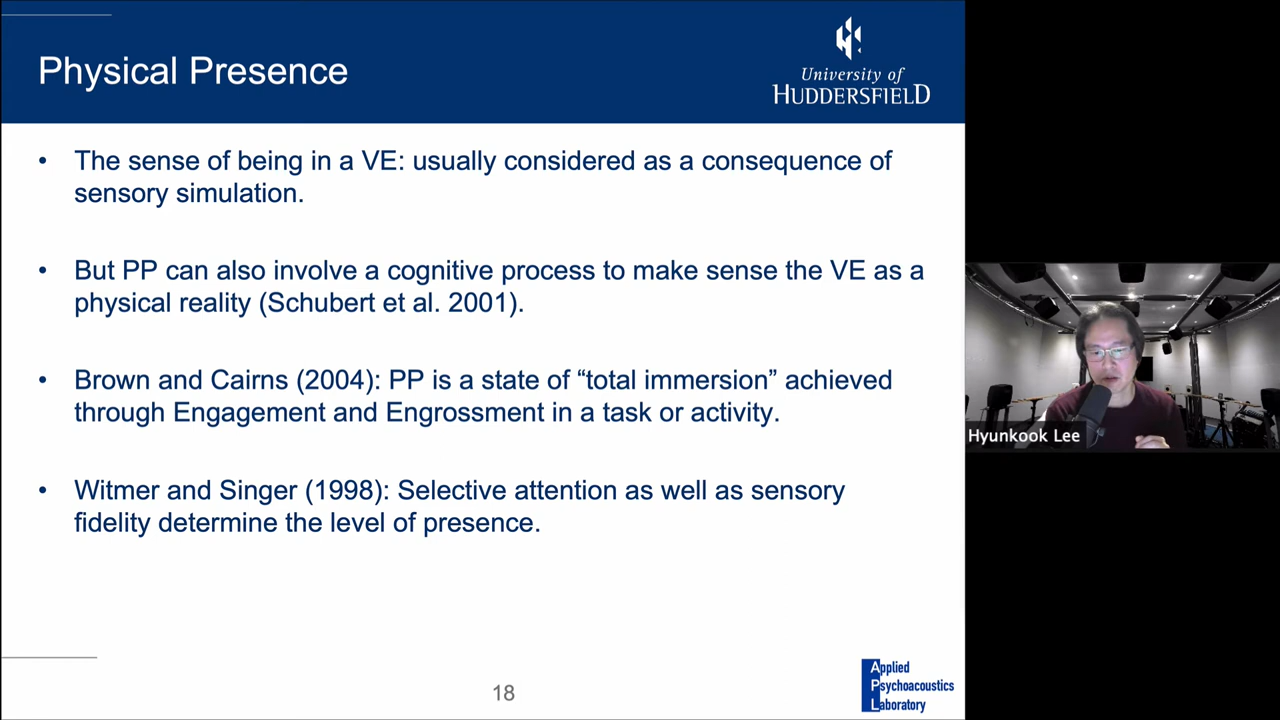 Physical Presence
University of
HUDDERSFIELD
• The sense of being in a VE: usually considered as a consequence of
sensory simulation.
• But PP can also involve a cognitive process to make sense the VE as a
physical reality (Schubert et al. 2001).
• Brown and Cairns (2004): PP is a state of “total immersion” achieved
through Engagement and Engrossment in a task or activity.
• Witmer and Singer (1998): Selective attention as well as sensory
fidelity determine the level of presence.
18
Applied
Psychoacoustics
Laboratory
Hyunkook Lee